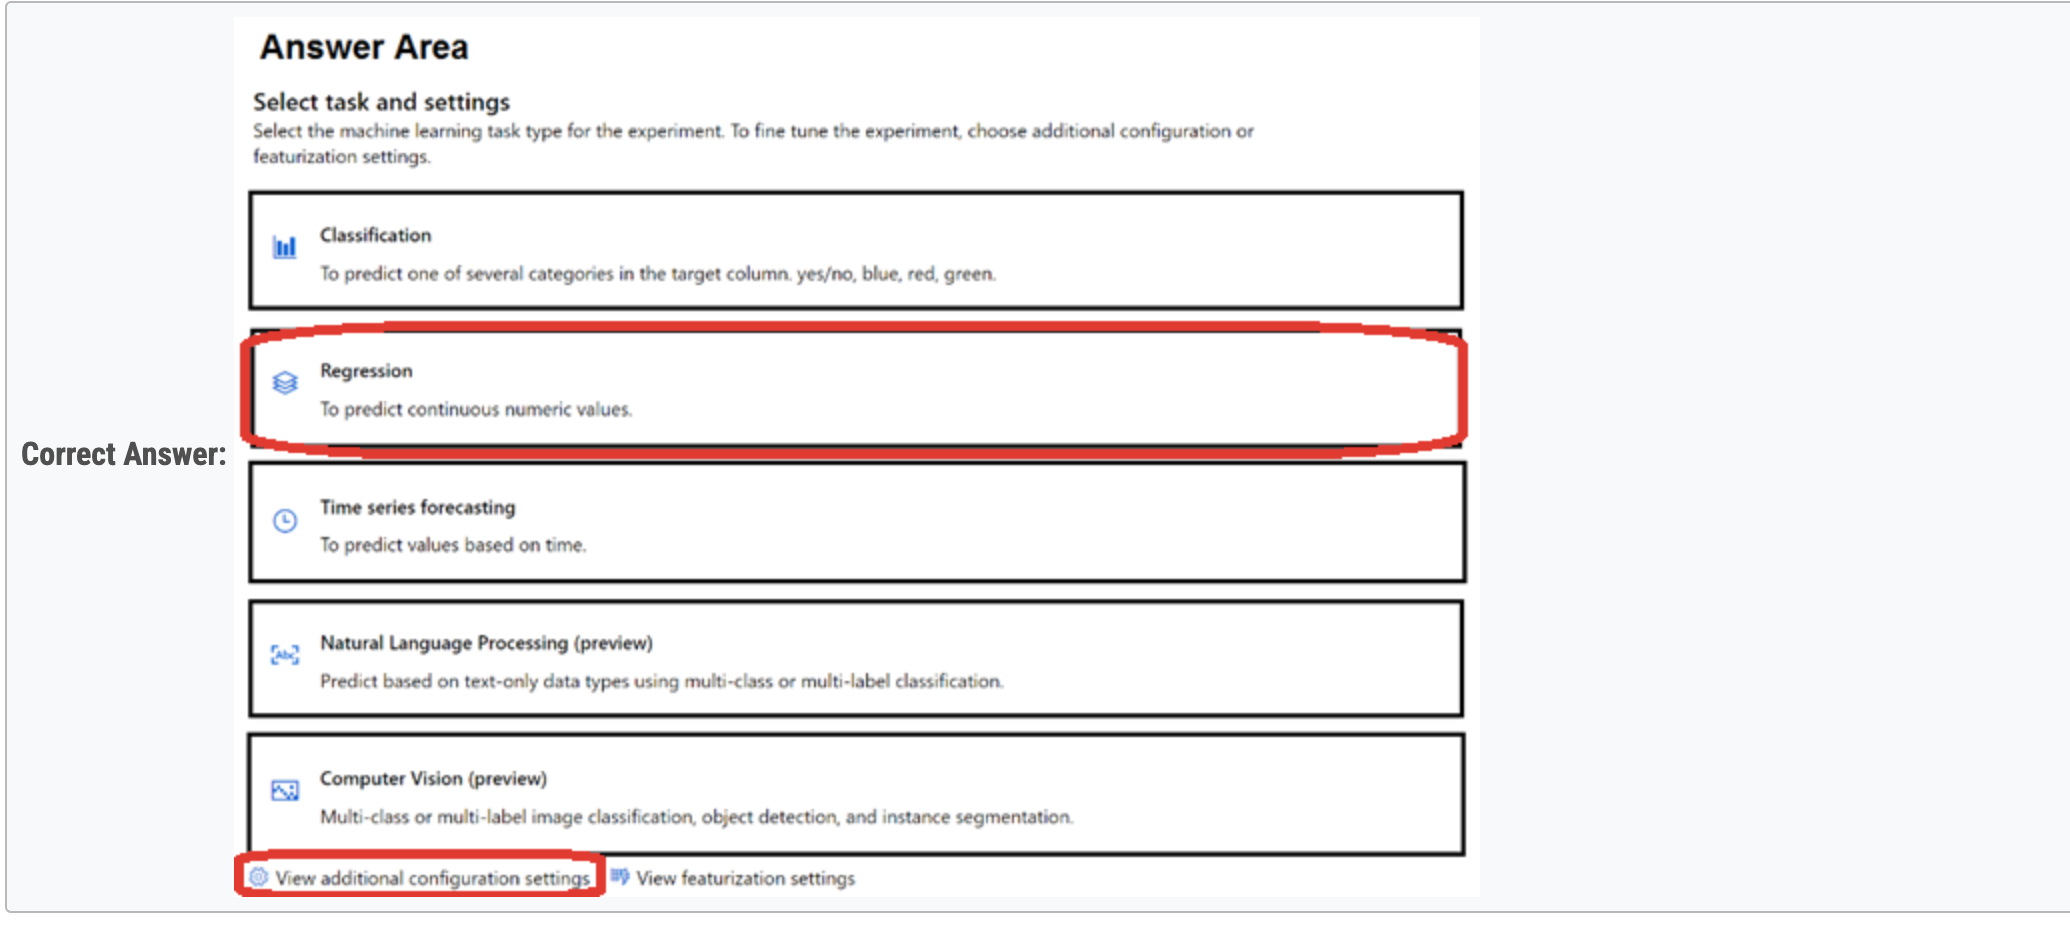 Answer Area
Select task and settings
Select the machine learning task type for the experiment. To fine tune the experiment, choose additional configuration or
featurization settings.
Classification
To predict one of several categories in the target column. yes/no, blue, red, green.
Regression
To predict continuous numeric values.
Correct Answer:
Time series forecasting
To predict values based on time.
Abc
Natural Language Processing (preview)
Predict based on text-only data types using multi-class or multi-label classification.
Computer Vision (preview)
Multi-class or multi-label image classification, object detection, and instance segmentation.
View additional configuration settings View featurization settings